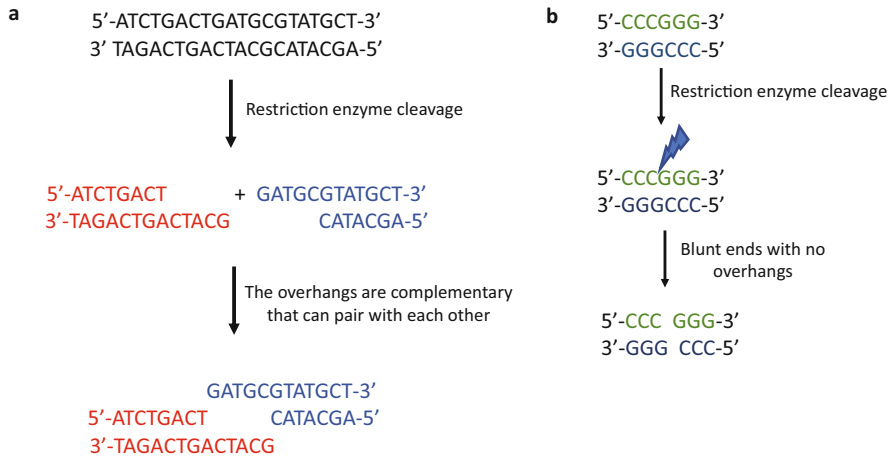 a
5’-ATCTGACTGATGCGTATGCT-3’
3’ TAGACTGACTACGCATACGA-5’
Restriction enzyme cleavage
5’-ATCTGACT + GATGCGTATGCT-3’
3’-TAGACTGACTACG CATACGA-5’
The overhangs are complementary
that can pair with each other
GATGCGTATGCT-3’
5’-ATCTGACT CATACGA-5’
3’-TAGACTGACTACG
b
5’-CCCGGG-3’
3’-GGGCCC-5’
Restriction enzyme cleavage
5’-CCCGGG-3’
3’-GGGCCC-5’
Blunt ends with no
overhangs
5’-CCC GGG-3’
3’-GGG CCC-5’